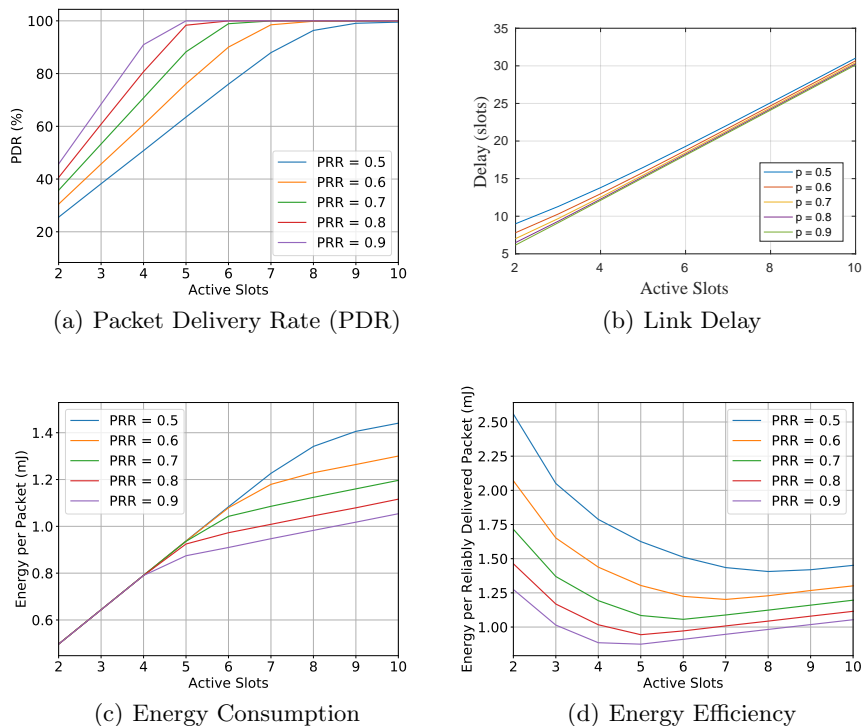 100
80
60
40
20
PDR (%)
PRR = 0.5
PRR = 0.6
PRR = 0.7
PRR = 0.8
PRR = 0.9
2 3 4 5 6 7 8 9 10
Active Slots
(a) Packet Delivery Rate (PDR)
35
30
25
20
15
10
5
Delay (slots)
p = 0.5
p = 0.6
p = 0.7
p = 0.8
p = 0.9
2 4 6 8 10
Active Slots
(b) Link Delay
1.4
1.2
1.0
0.8
0.6
Energy per Packet (mJ)
PRR = 0.5
PRR = 0.6
PRR = 0.7
PRR = 0.8
PRR = 0.9
2 3 4 5 6 7 8 9 10
Active Slots
(c) Energy Consumption
2.50
2.25
2.00
1.75
1.50
1.25
1.00
Energy per Reliably Delivered Packet (mJ)
PRR = 0.5
PRR = 0.6
PRR = 0.7
PRR = 0.8
PRR = 0.9
2 3 4 5 6 7 8 9 10
Active Slots
(d) Energy Efficiency